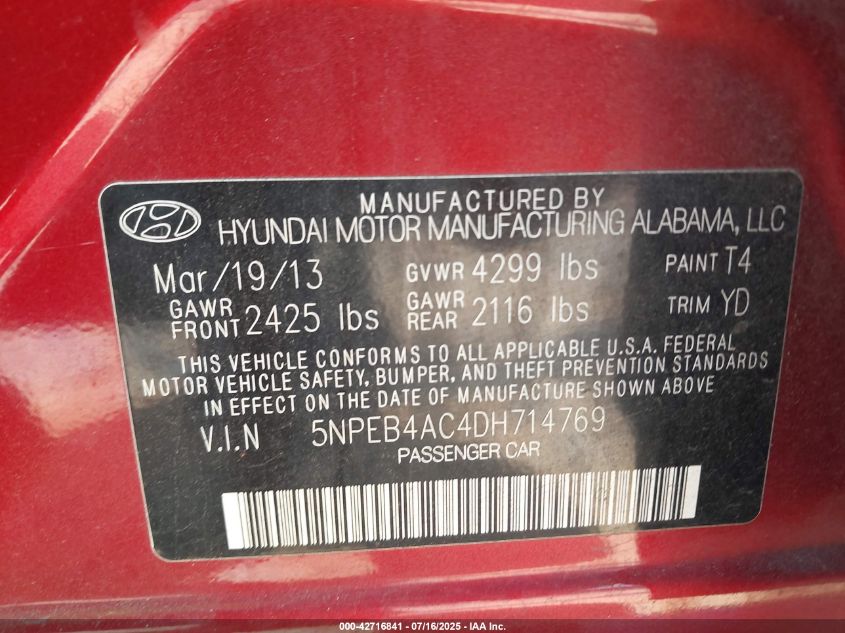 MANUFACTURED BY
HYUNDAI MOTOR MANUFACTURING ALABAMA, LLC
Mar/19/13 GVWR 4299 lbs PAINT T4
GAWR FRONT 2425 lbs GAWR REAR 2116 lbs TRIM YD
THIS VEHICLE CONFORMS TO ALL APPLICABLE U.S.A. FEDERAL
MOTOR VEHICLE SAFETY, BUMPER, AND THEFT PREVENTION STANDARDS
IN EFFECT ON THE DATE OF MANUFACTURE SHOWN ABOVE
V.I.N 5NPEB4AC4DH714769
PASSENGER CAR
000-42716841 - 07/16/2025 - IAA Inc.